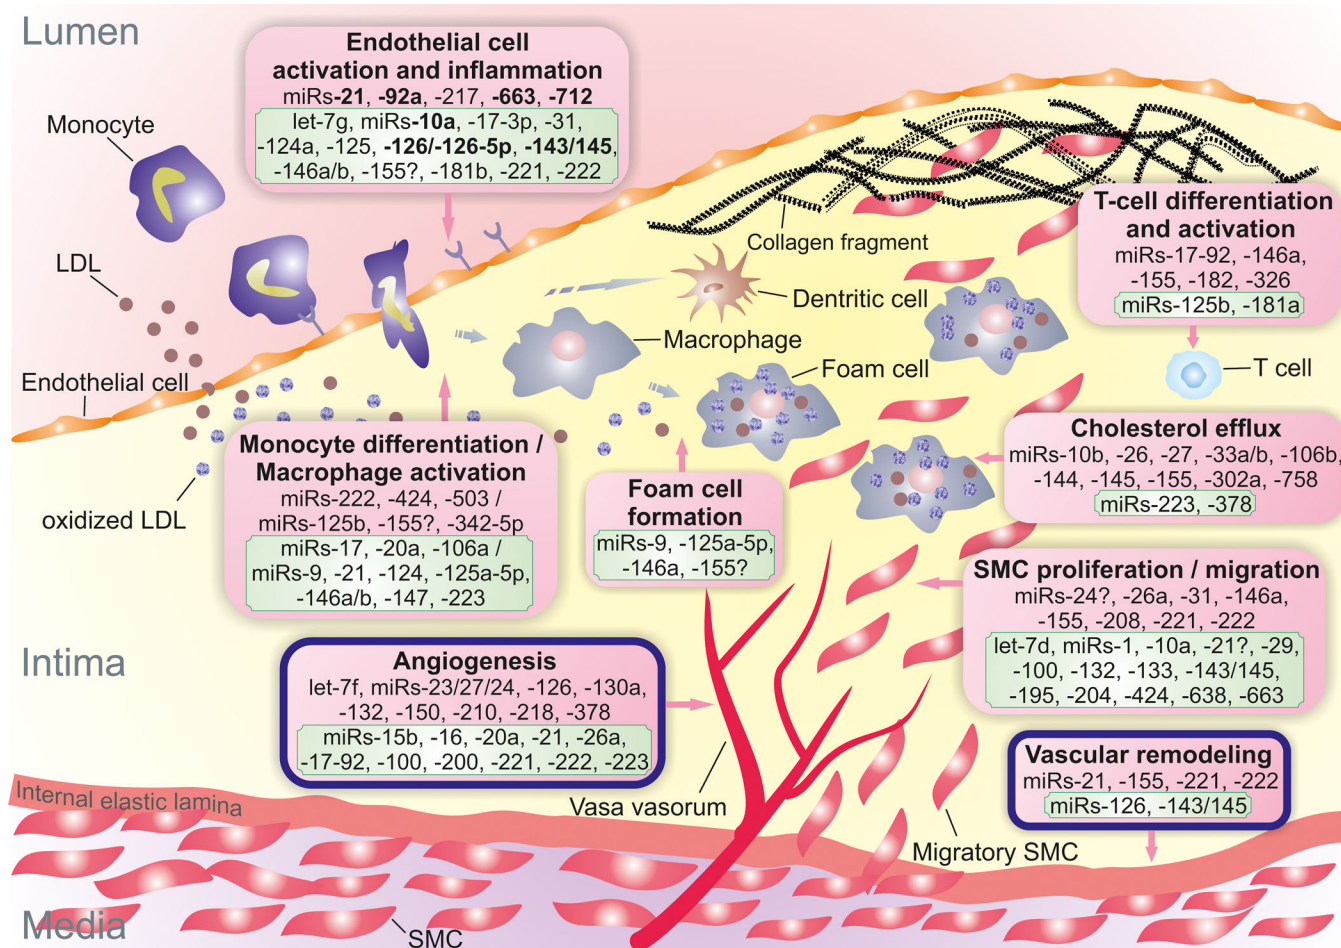 Lumen
Endothelial cell
activation and inflammation
miRs-21, -92a, -217, -663, -712
let-7g, miRs-10a, -17-3p, -31,
-124a, -125, -126/-126-5p, -143/145,
-146a/b, -155?, -181b, -221, -222
Monocyte
LDL
Endothelial cell
oxidized LDL
Collagen fragment
Dentritic cell
Macrophage
Foam cell
T-cell differentiation
and activation
miRs-17-92, -146a,
-155, -182, -326
miRs-125b, -181a
T cell
Monocyte differentiation /
Macrophage activation
miRs-222, -424, -503 /
miRs-125b, -155?, -342-5p
miRs-17, -20a, -106a /
miRs-9, -21, -124, -125a-5p,
-146a/b, -147, -223
Foam cell
formation
miRs-9, -125a-5p,
-146a, -155?
Cholesterol efflux
miRs-10b, -26, -27, -33a/b, -106b,
-144, -145, -155, -302a, -758
miRs-223, -378
SMC proliferation / migration
miRs-24?, -26a, -31, -146a,
-155, -208, -221, -222
let-7d, miRs-1, -10a, -21?, -29,
-100, -132, -133, -143/145,
-195, -204, -424, -638, -663
Intima
Angiogenesis
let-7f, miRs-23/27/24, -126, -130a,
-132, -150, -210, -218, -378
miRs-15b, -16, -20a, -21, -26a,
-17-92, -100, -200, -221, -222, -223
Vascular remodeling
miRs-21, -155, -221, -222
miRs-126, -143/145
Internal elastic lamina
Vasa vasorum
Migratory SMC
Media
SMC